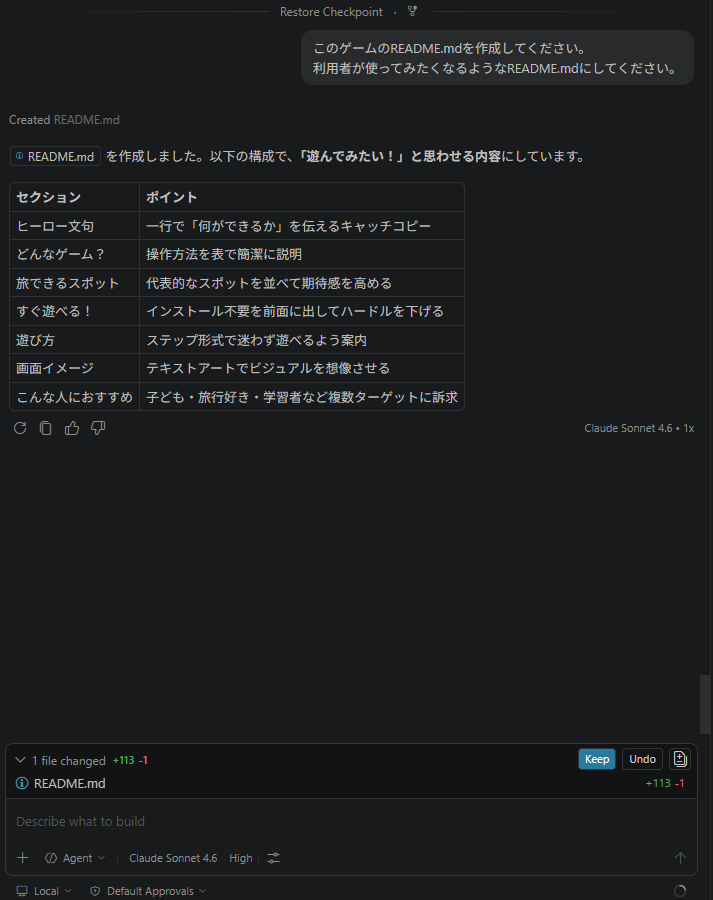 Restore Checkpoint ·
このゲームのREADME.mdを作成してください。
利用者が使ってみたくなるようなREADME.mdにしてください。
Created README.md
README.md を作成しました。以下の構成で、「遊んでみたい！」と思わせる内容にしています。
セクション ポイント
ヒーロー文句 一行で「何ができるか」を伝えるキャッチコピー
どんなゲーム？ 操作方法を表で簡潔に説明
旅できるスポット 代表的なスポットを並べて期待感を高める
すぐ遊べる！ インストール不要を前面に出してハードルを下げる
遊び方 ステップ形式で迷わず遊べるよう案内
画面イメージ テキストアートでビジュアルを想像させる
こんな人におすすめ 子ども・旅行好き・学習者など複数ターゲットに訴求
Claude Sonnet 4.6 • 1x
1 file changed +113 -1 Keep Undo
README.md +113 -1
Describe what to build
Agent Claude Sonnet 4.6 High
Local Default Approvals